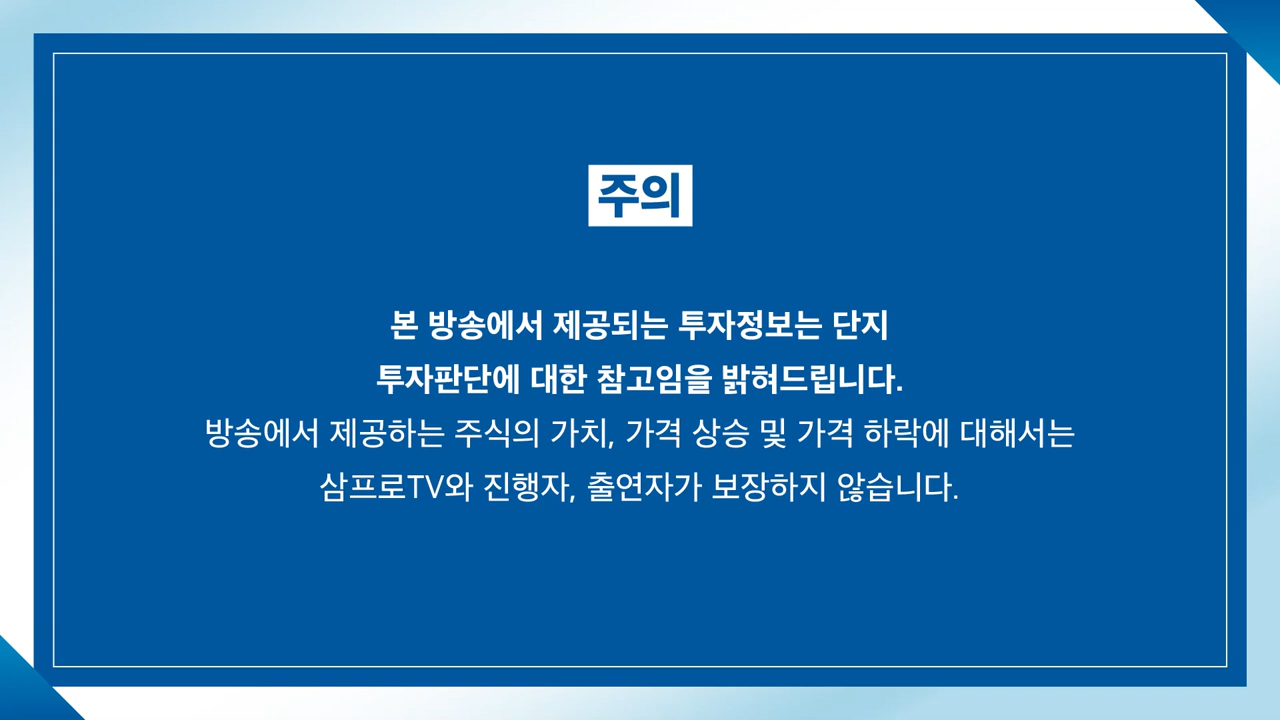 주의
본 방송에서 제공되는 투자정보는 단지
투자판단에 대한 참고임을 밝혀드립니다.
방송에서 제공하는 주식의 가치, 가격 상승 및 가격 하락에 대해서는
삼프로TV와 진행자, 출연자가 보장하지 않습니다.